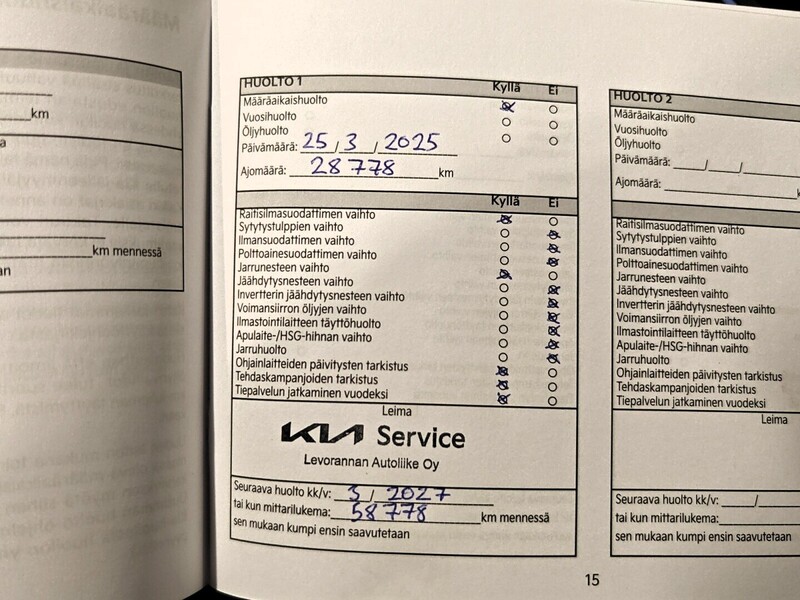 km
a
km mennessä
an
HUOLTO 1 Kyllä Ei
Määräaikaishuolto
Vuosihuolto
Öljyhuolto
Päivämäärä: 25 / 3 / 2025
Ajomäärä: 28 778 km
Kyllä Ei
Raitisilmasuodattimen vaihto
Sytytystulppien vaihto
Ilmansuodattimen vaihto
Polttoainesuodattimen vaihto
Jarrunesteen vaihto
Jäähdytysnesteen vaihto
Invertterin jäähdytysnesteen vaihto
Voimansiirron öljyjen vaihto
Ilmastointilaitteen täyttöhuolto
Apulaite-/HSG-hihnan vaihto
Jarruhuolto
Ohjainlaitteiden päivitysten tarkistus
Tehdaskampanjoiden tarkistus
Tiepalvelun jatkaminen vuodeksi
Leima
KIA Service
Levorannan Autoliike Oy
Seuraava huolto kk/v: 3 / 2027
tai kun mittarilukema: 58 778 km mennessä
sen mukaan kumpi ensin saavutetaan
15
HUOLTO 2
Määräaikaishuolto
Vuosihuolto
Öljyhuolto
Päivämäärä: / /
Ajomäärä:
Raitisilmasuodattimen vaihto
Sytytystulppien vaihto
Ilmansuodattimen vaihto
Polttoainesuodattimen vaihto
Jarrunesteen vaihto
Jäähdytysnesteen vaihto
Invertterin jäähdytysnesteen vaihto
Voimansiirron öljyjen vaihto
Ilmastointilaitteen täyttöhuolto
Apulaite-/HSG-hihnan vaihto
Jarruhuolto
Ohjainlaitteiden päivitysten tarkistus
Tehdaskampanjoiden tarkistus
Tiepalvelun jatkaminen vuodeksi
Leima
Seuraava huolto kk/v: /
tai kun mittarilukema:
sen mukaan kumpi ensin saavutetaan